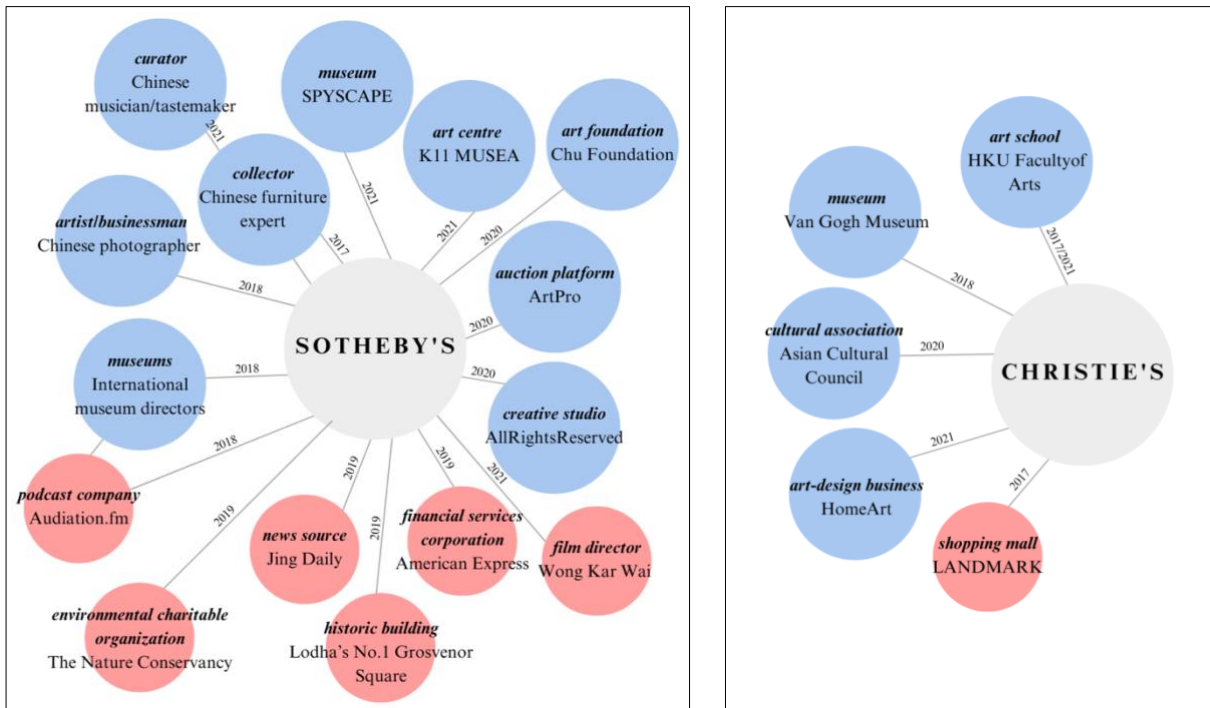 curator
Chinese
musician/tastemaker
2021
museum
SPYSCAPE
2021
art centre
K11 MUSEA
2021
art foundation
Chu Foundation
2020
collector
Chinese furniture
expert
2017
artist/businessman
Chinese photographer
2018
auction platform
ArtPro
2020
SOTHEBY'S
museums
International
museum directors
2018
creative studio
AllRightsReserved
2020
podcast company
Audiation.fm
2018
news source
Jing Daily
2019
financial services
corporation
American Express
2019
film director
Wong Kar Wai
2021
environmental charitable
organization
The Nature Conservancy
2019
historic building
Lodha's No.1 Grosvenor
Square
2019
art school
HKU Facultyof
Arts
2017/2021
museum
Van Gogh Museum
2018
cultural association
Asian Cultural
Council
2020
CHRISTIE'S
art-design business
HomeArt
2021
shopping mall
LANDMARK
2017